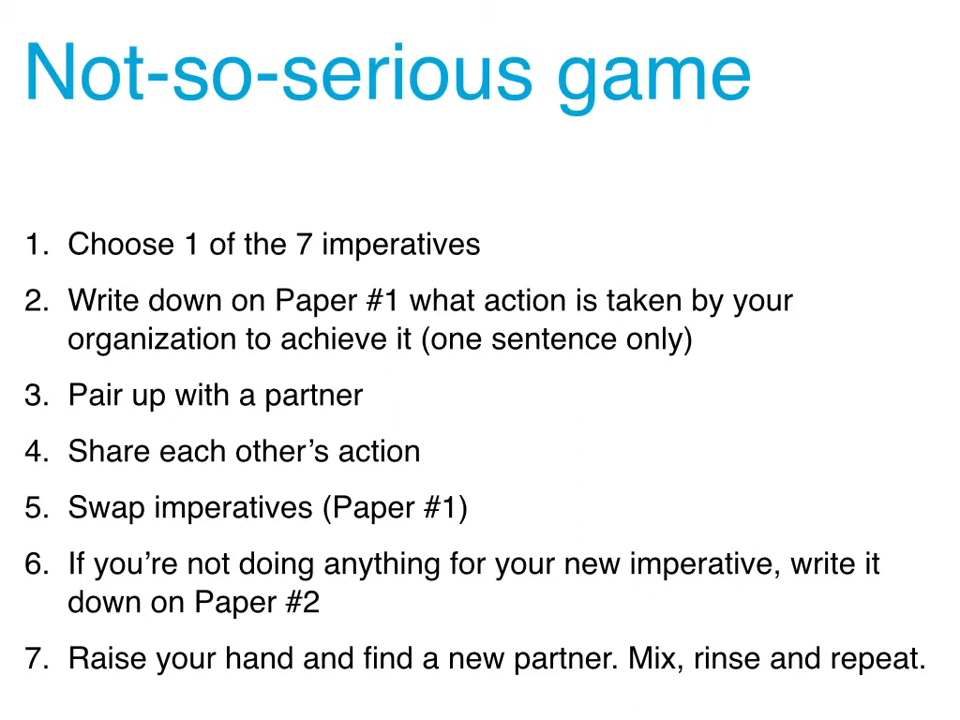 Not-so-serious game
1. Choose 1 of the 7 imperatives
2. Write down on Paper #1 what action is taken by your
organization to achieve it (one sentence only)
3. Pair up with a partner
4. Share each other’s action
5. Swap imperatives (Paper #1)
6. If you’re not doing anything for your new imperative, write it
down on Paper #2
7. Raise your hand and find a new partner. Mix, rinse and repeat.